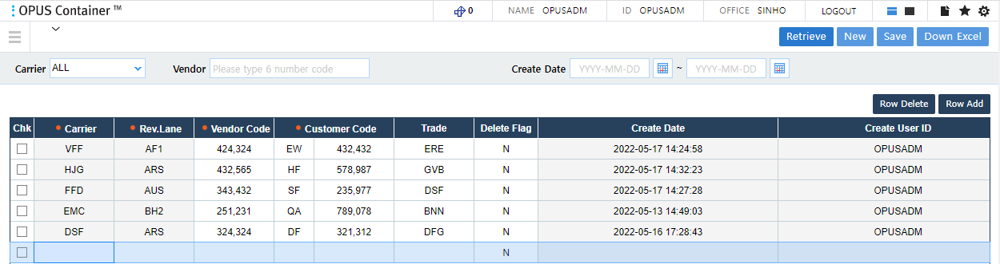 OPUS Container ™ 0 NAME OPUSADM ID OPUSADM OFFICE SINHO LOGOUT
Retrieve New Save Down Excel
Carrier ALL Vendor Please type 6 number code Create Date YYYY-MM-DD ~ YYYY-MM-DD
Row Delete Row Add
Chk Carrier Rev.Lane Vendor Code Customer Code Trade Delete Flag Create Date Create User ID
VFF AF1 424,324 EW 432,432 ERE N 2022-05-17 14:24:58 OPUSADM
HJG ARS 432,565 HF 578,987 GVB N 2022-05-17 14:32:23 OPUSADM
FFD AUS 343,432 SF 235,977 DSF N 2022-05-17 14:27:28 OPUSADM
EMC BH2 251,231 QA 789,078 BNN N 2022-05-13 14:49:03 OPUSADM
DSF ARS 324,324 DF 321,312 DFG N 2022-05-16 17:28:43 OPUSADM
N